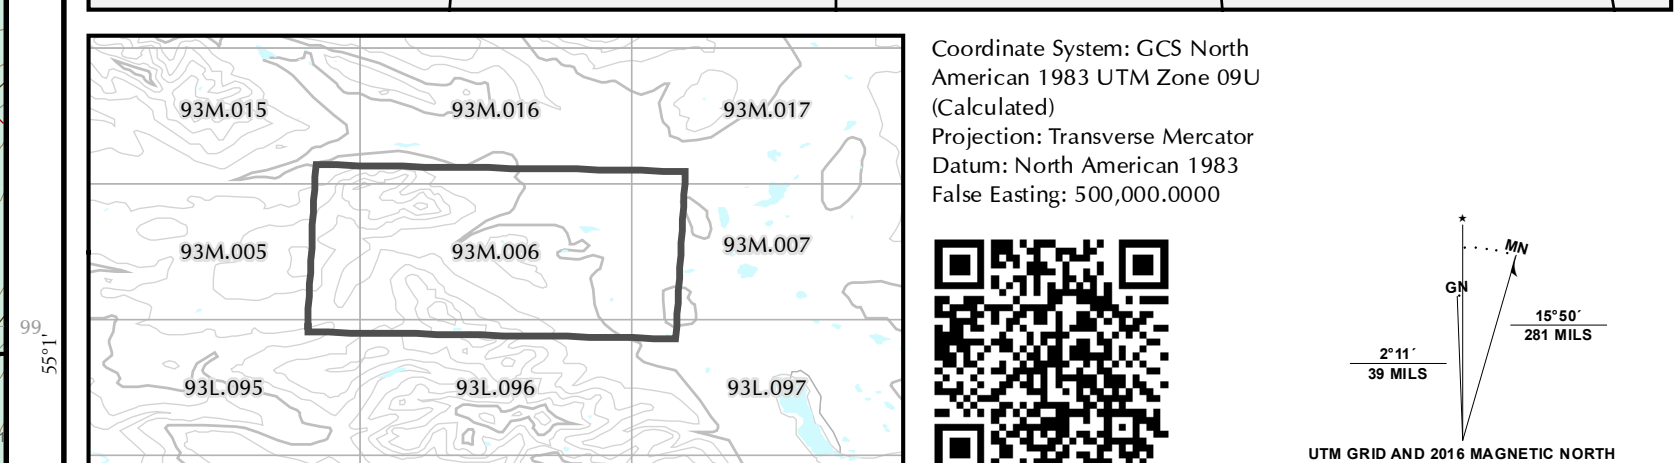 99
55°1'
93M.015
93M.016
93M.017
93M.005
93M.006
93M.007
93L.095
93L.096
93L.097
Coordinate System: GCS North
American 1983 UTM Zone 09U
(Calculated)
Projection: Transverse Mercator
Datum: North American 1983
False Easting: 500,000.0000
MN
GN
15°50´
281 MILS
2°11´
39 MILS
UTM GRID AND 2016 MAGNETIC NORTH